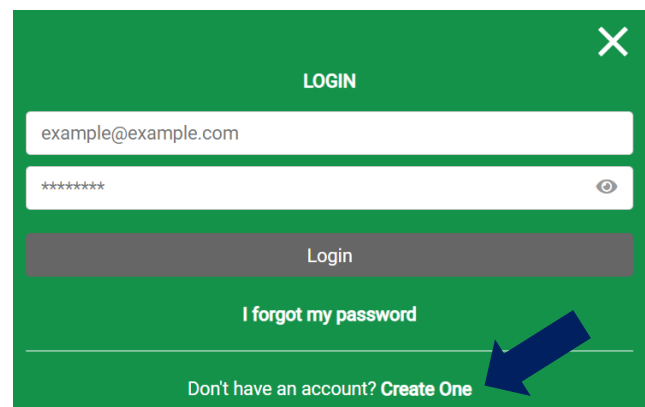 LOGIN
example@example.com
********
Login
I forgot my password
Don't have an account? Create One